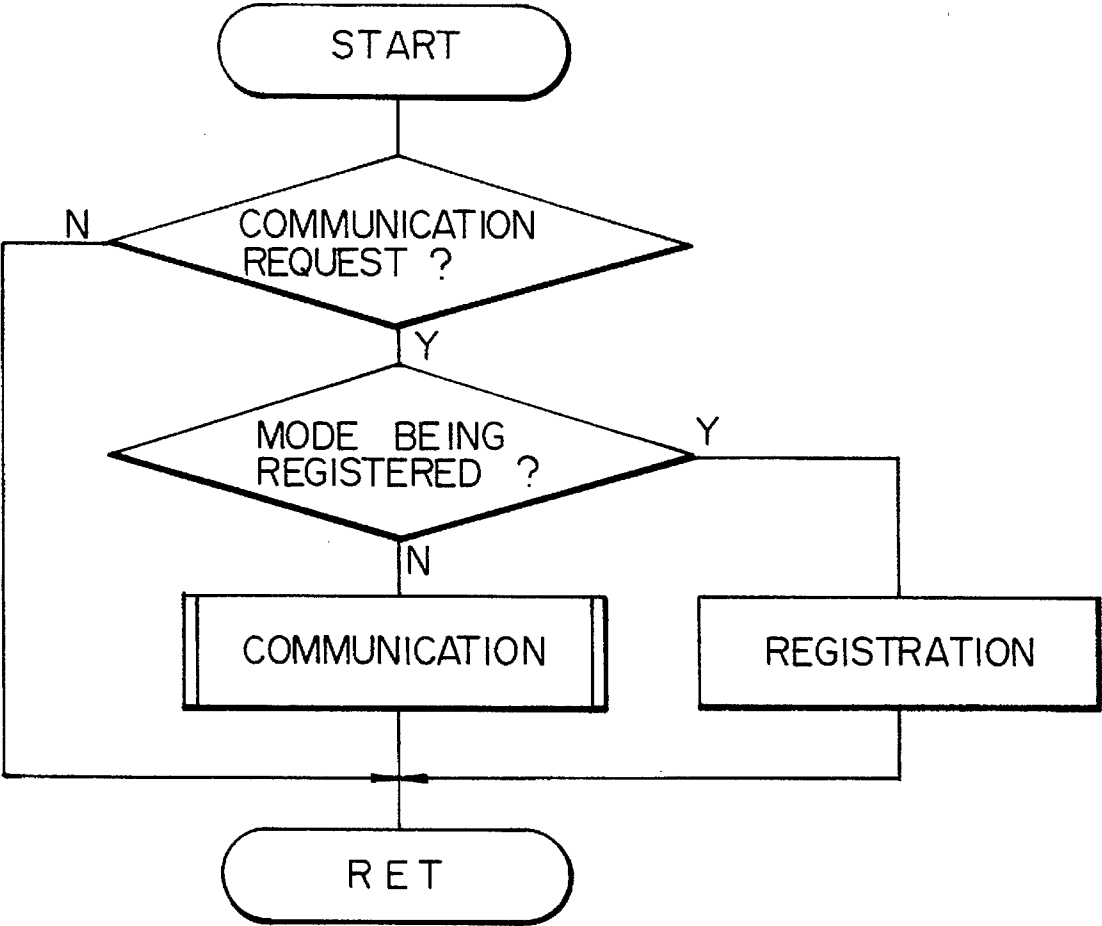 START
N
COMMUNICATION
REQUEST ?
Y
MODE BEING
REGISTERED ?
Y
N
COMMUNICATION
REGISTRATION
RET